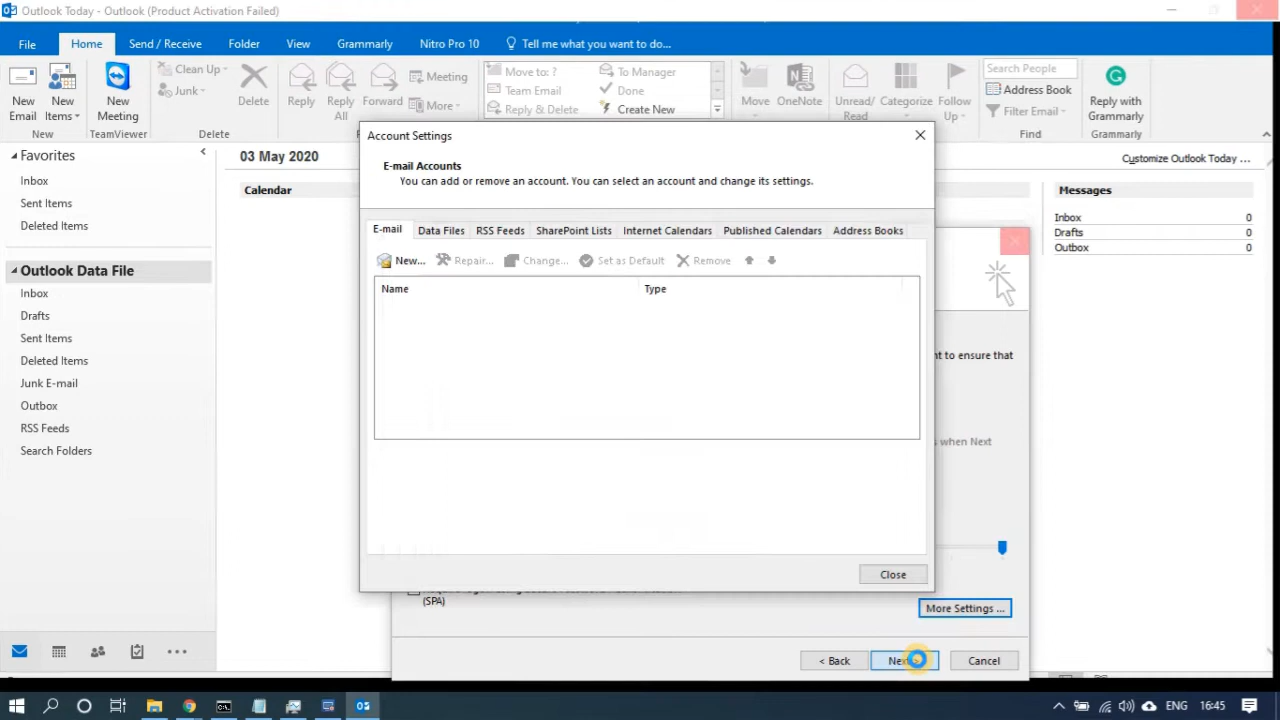 Outlook Today - Outlook (Product Activation Failed)
File Home Send / Receive Folder View Grammarly Nitro Pro 10 Tell me what you want to do...
New Email
New Items
New Meeting
Clean Up
Junk
Delete
Reply
Reply All
Forward
Meeting
More
Move to: ?
Team Email
Reply & Delete
To Manager
Done
Create New
Move
OneNote
Unread/ Read
Categorize
Follow Up
Search People
Address Book
Filter Email
Reply with Grammarly
New TeamViewer Delete Find Grammarly
Favorites
Inbox
Sent Items
Deleted Items
Outlook Data File
Inbox
Drafts
Sent Items
Deleted Items
Junk E-mail
Outbox
RSS Feeds
Search Folders
03 May 2020
Calendar
Customize Outlook Today ...
Messages
Inbox 0
Drafts 0
Outbox 0
Account Settings
E-mail Accounts
You can add or remove an account. You can select an account and change its settings.
E-mail Data Files RSS Feeds SharePoint Lists Internet Calendars Published Calendars Address Books
New... Repair... Change... Set as Default Remove
Name Type
Close
to ensure that
when Next
(SPA)
More Settings ...
< Back Next Cancel
ENG 16:45